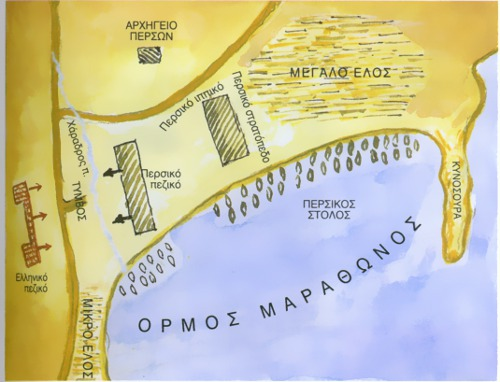 ΑΡΧΗΓΕΙΟ
ΠΕΡΣΩΝ
ΜΕΓΑΛΟ ΕΛΟΣ
Περσικό ιππικό
Περσικό στρατόπεδο
Χάραδρος π.
ΤΥΜΒΟΣ
Περσικό
πεζικό
ΚΥΝΟΣΟΥΡΑ
ΠΕΡΣΙΚΟΣ
ΣΤΟΛΟΣ
Ελληνικό
πεζικό
ΜΙΚΡΟ ΕΛΟΣ
ΟΡΜΟΣ ΜΑΡΑΘΩΝΟΣ